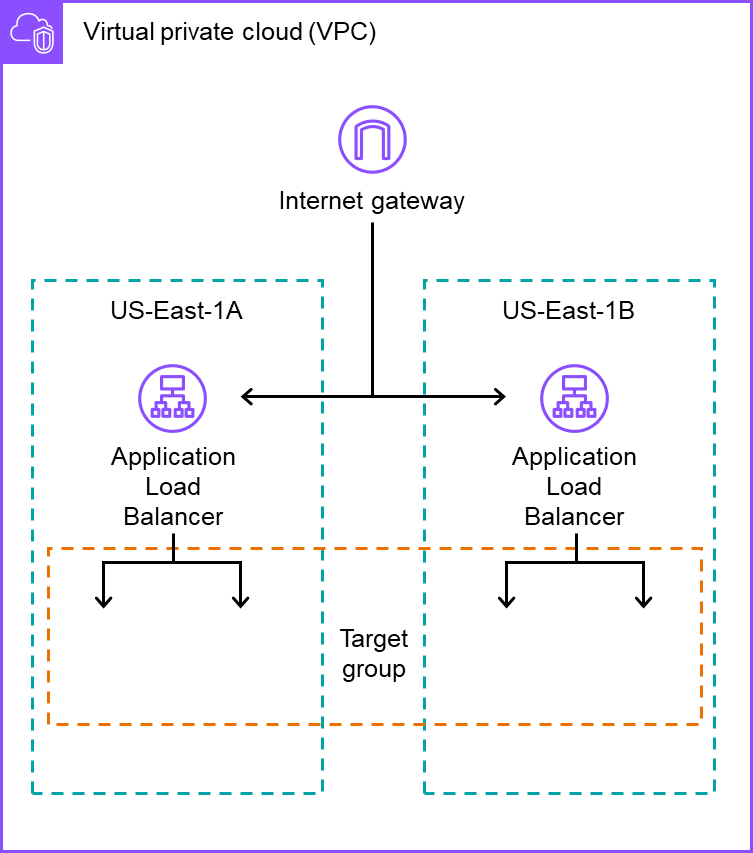 Virtual private cloud (VPC)
Internet gateway
US-East-1A
US-East-1B
Application
Load
Balancer
Application
Load
Balancer
Target
group